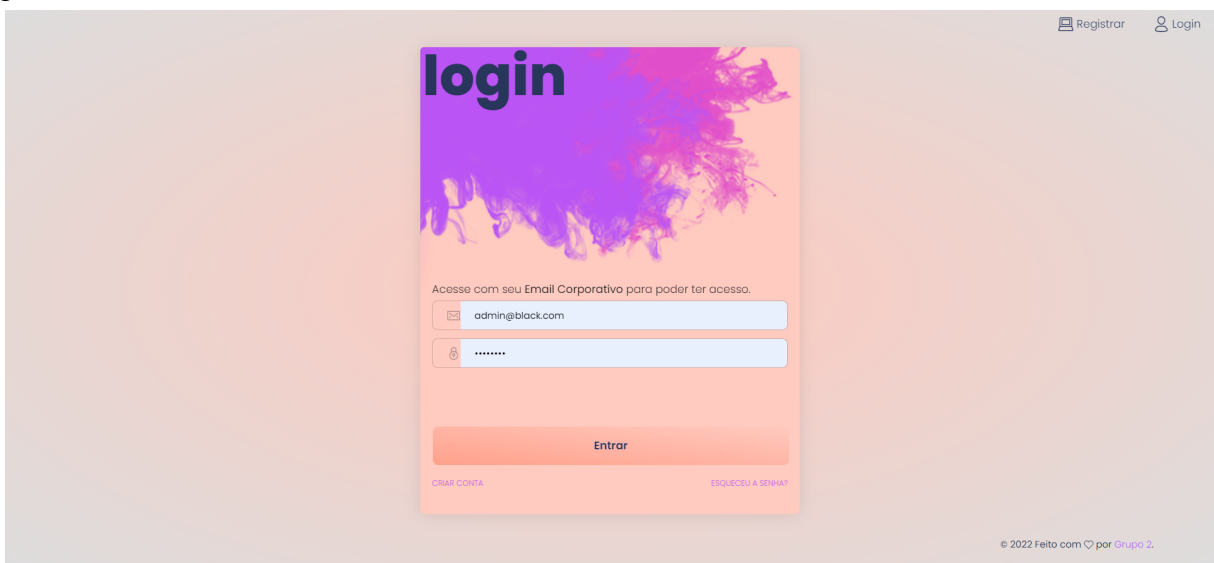 Registrar Login
login
Acesse com seu Email Corporativo para poder ter acesso.
admin@black.com
••••••••
Entrar
CRIAR CONTA ESQUECEU A SENHA?
© 2022 Feito com ♡ por Grupo 2.